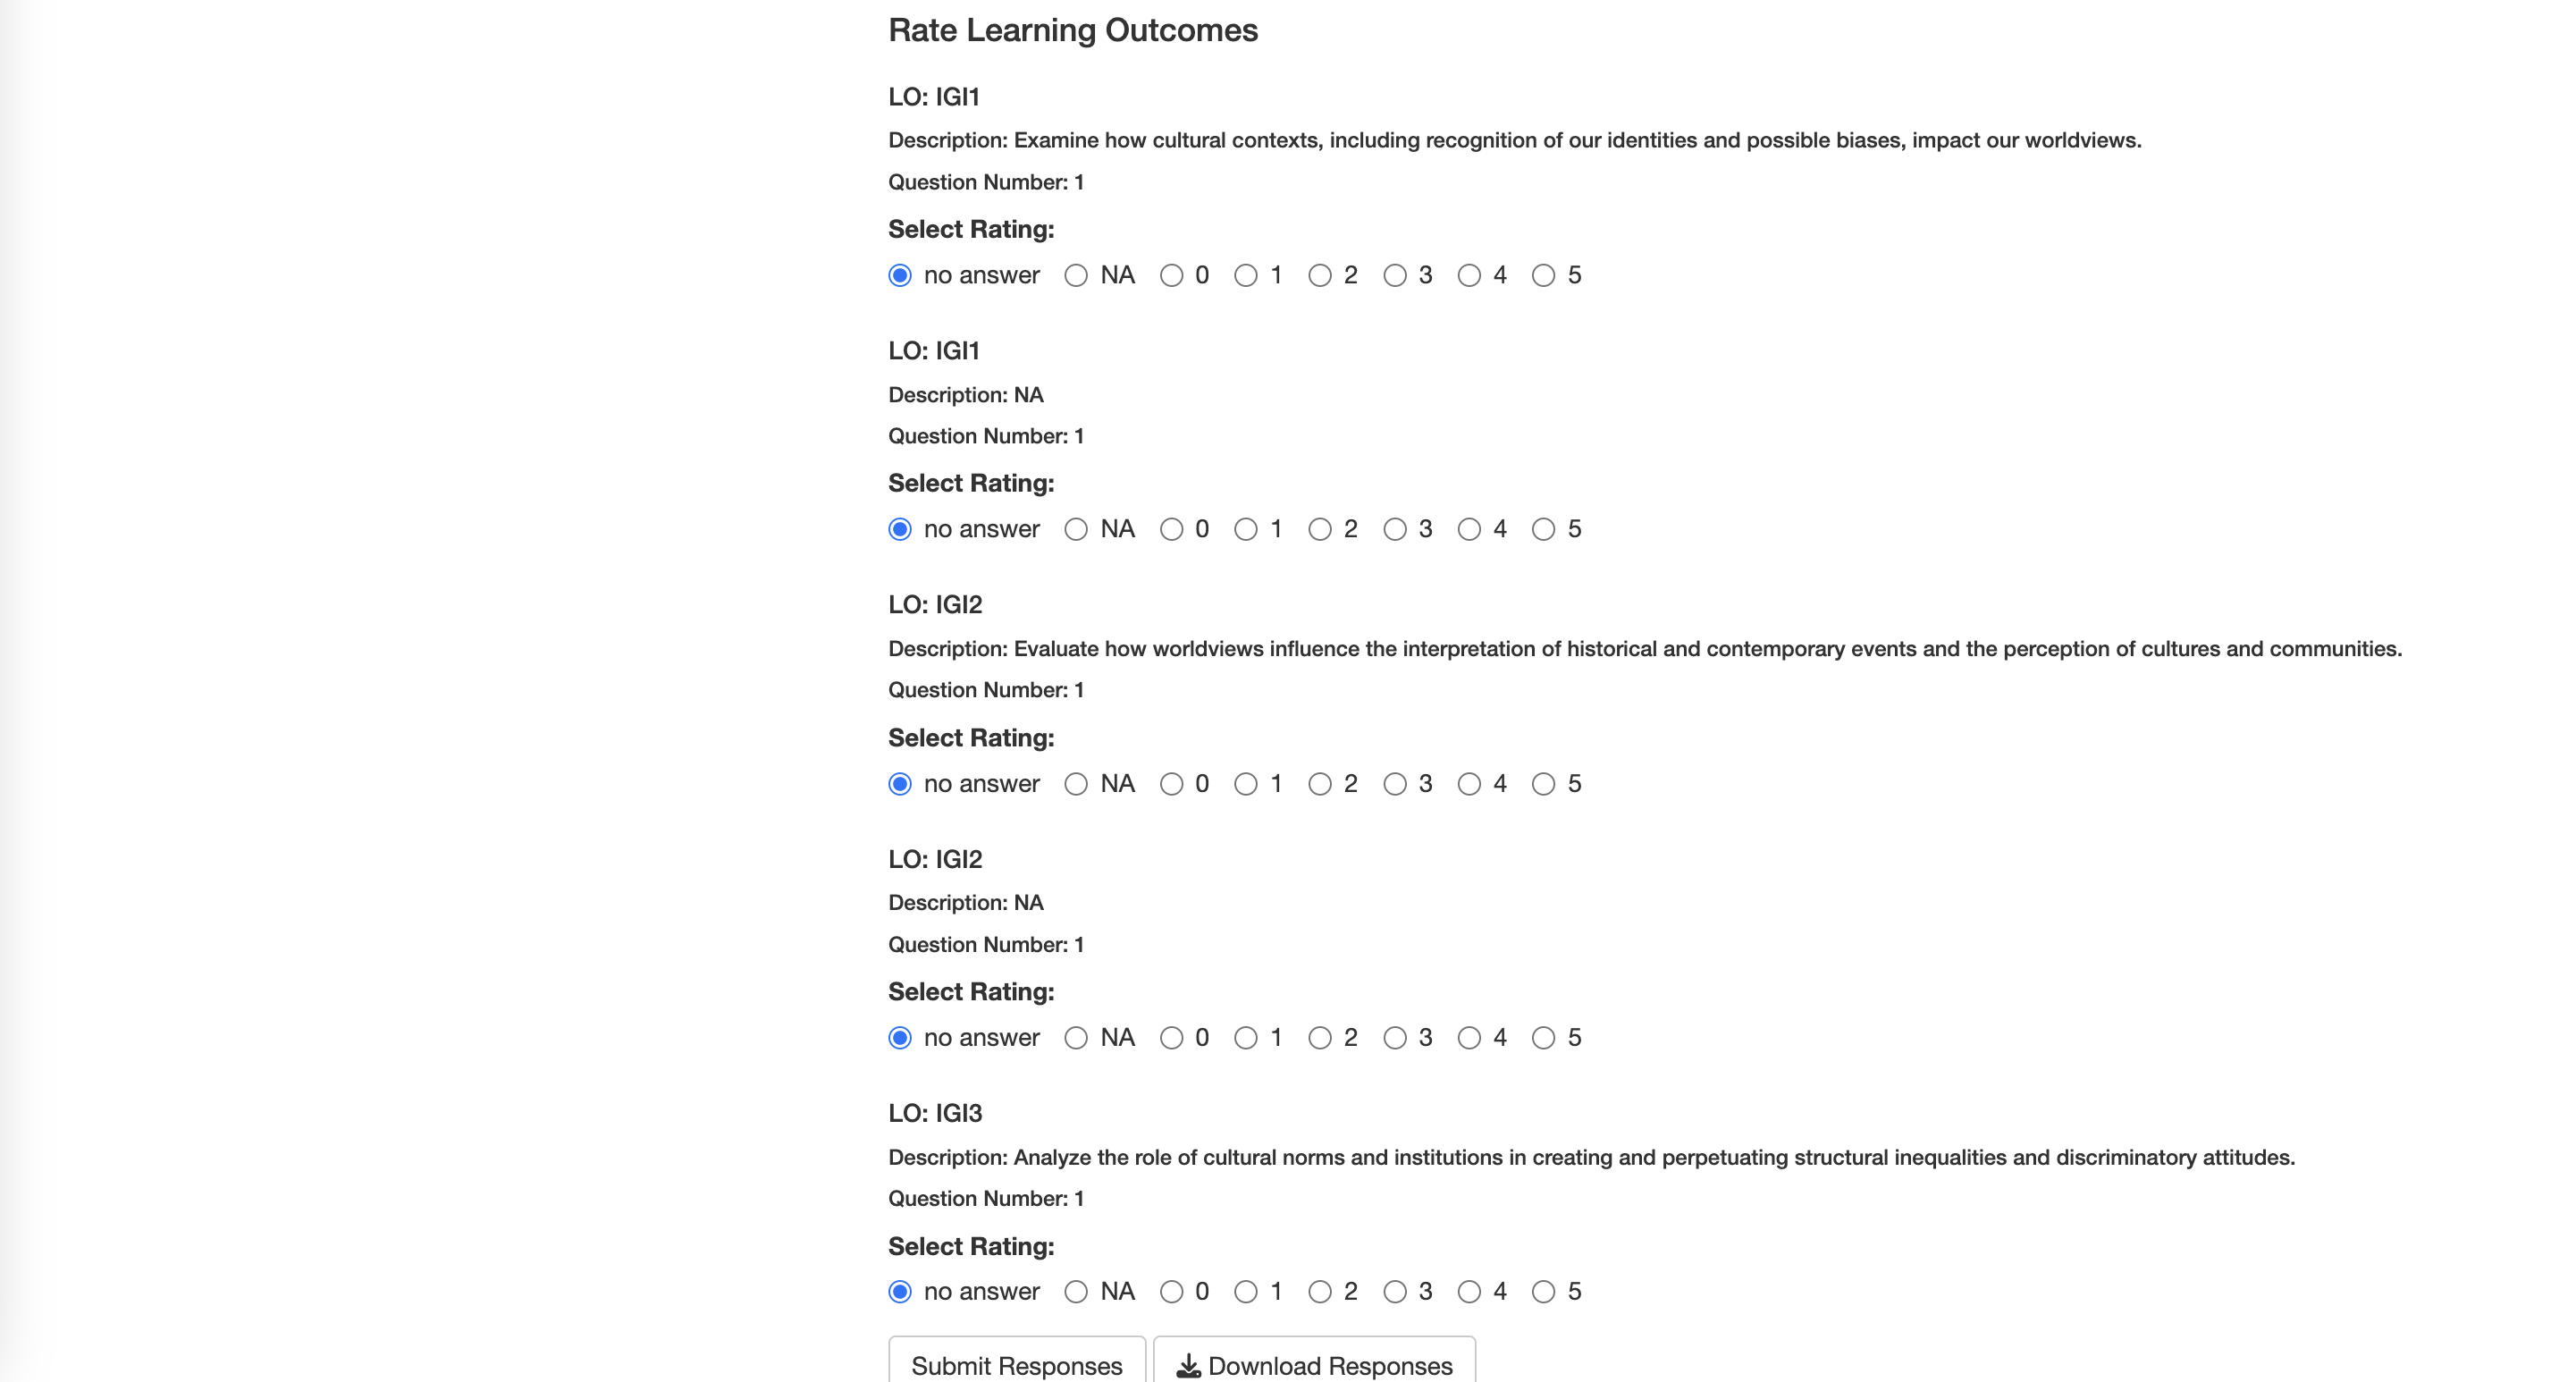 Rate Learning Outcomes
LO: IGI1
Description: Examine how cultural contexts, including recognition of our identities and possible biases, impact our worldviews.
Question Number: 1
Select Rating:
no answer NA 0 1 2 3 4 5
LO: IGI1
Description: NA
Question Number: 1
Select Rating:
no answer NA 0 1 2 3 4 5
LO: IGI2
Description: Evaluate how worldviews influence the interpretation of historical and contemporary events and the perception of cultures and communities.
Question Number: 1
Select Rating:
no answer NA 0 1 2 3 4 5
LO: IGI2
Description: NA
Question Number: 1
Select Rating:
no answer NA 0 1 2 3 4 5
LO: IGI3
Description: Analyze the role of cultural norms and institutions in creating and perpetuating structural inequalities and discriminatory attitudes.
Question Number: 1
Select Rating:
no answer NA 0 1 2 3 4 5
Submit Responses Download Responses